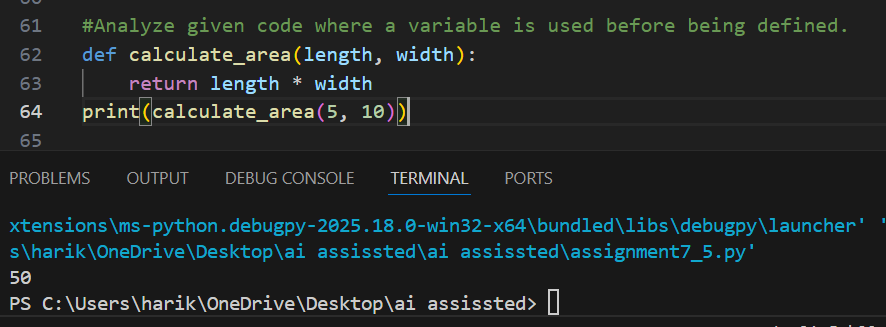 61 #Analyze given code where a variable is used before being defined.
62 def calculate_area(length, width):
63     return length * width
64 print(calculate_area(5, 10))
65
PROBLEMS OUTPUT DEBUG CONSOLE TERMINAL PORTS
xtensions\ms-python.debugpy-2025.18.0-win32-x64\bundled\libs\debugpy\launcher' '
s\harik\OneDrive\Desktop\ai assissted\ai assissted\assignment7_5.py'
50
PS C:\Users\harik\OneDrive\Desktop\ai assissted>